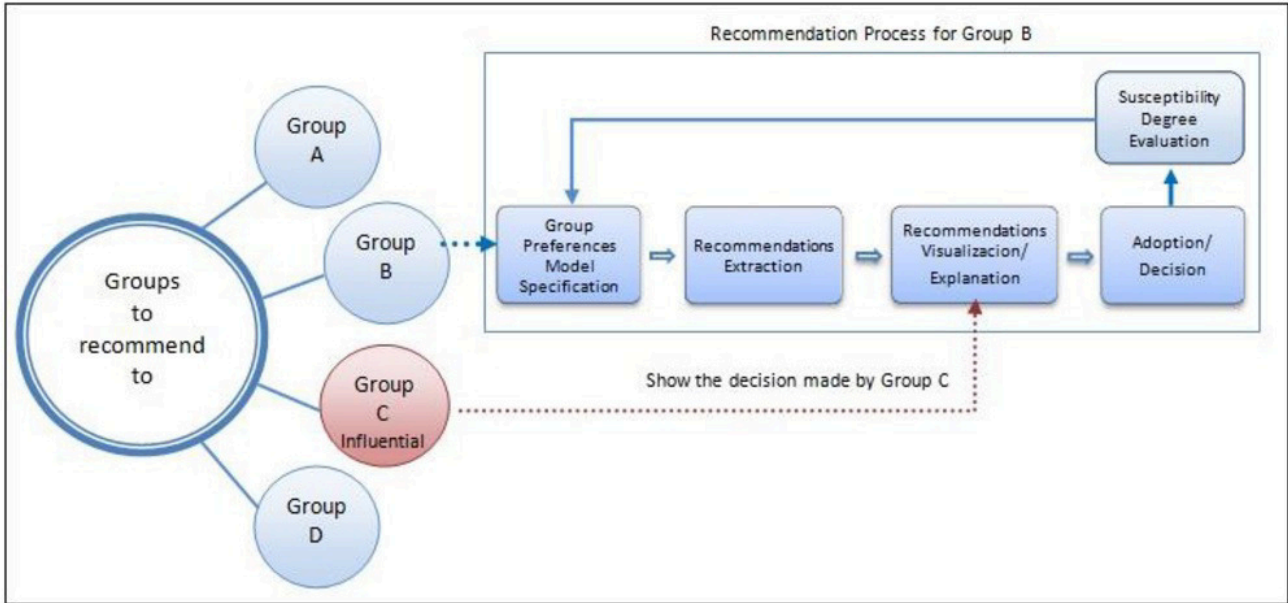 Recommendation Process for Group B
Group
A
Susceptibility
Degree
Evaluation
Group
B
Group
Preferences
Model
Specification
Recommendations
Extraction
Recommendations
Visualizacion/
Explanation
Adoption/
Decision
Groups
to
recommend
to
Group
C
Influential
Show the decision made by Group C
Group
D